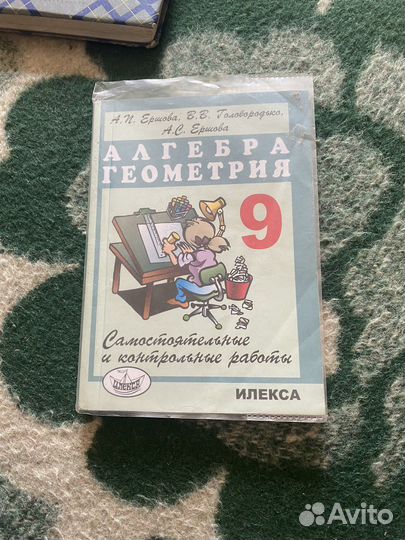 А.П. Ершова, В.В. Голобородько,
А.С. Ершова
АЛГЕБРА
ГЕОМЕТРИЯ
9
Самостоятельные
и контрольные работы
ИЛЕКСА
ИЛЕКСА
Avito